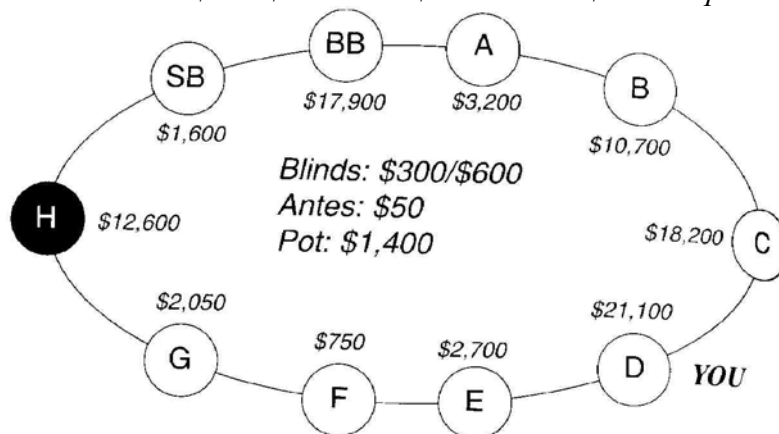 BB
A
SB
B
$17,900
$3,200
$1,600
$10,700
Blinds: $300/$600
Antes: $50
Pot: $1,400
H
$12,600
$18,200
C
$2,050
$750
$2,700
$21,100
G
F
E
D
YOU